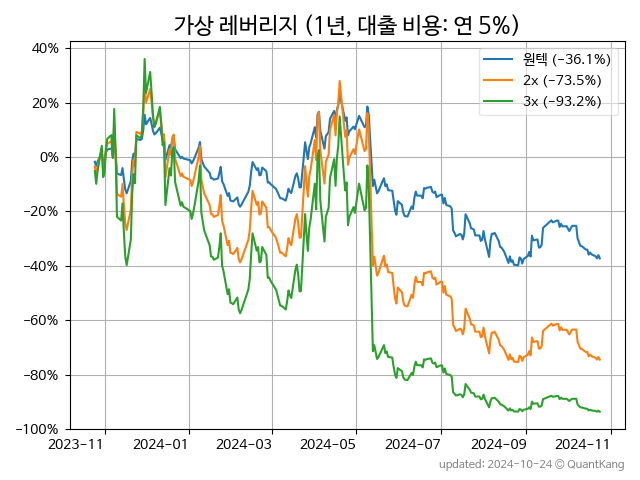 가상 레버리지 (1년, 대출 비용: 연 5%)
원텍 (-36.1%)
2x (-73.5%)
3x (-93.2%)
40%
20%
0%
-20%
-40%
-60%
-80%
-100%
2023-11 2024-01 2024-03 2024-05 2024-07 2024-09 2024-11
updated: 2024-10-24 © QuantKang